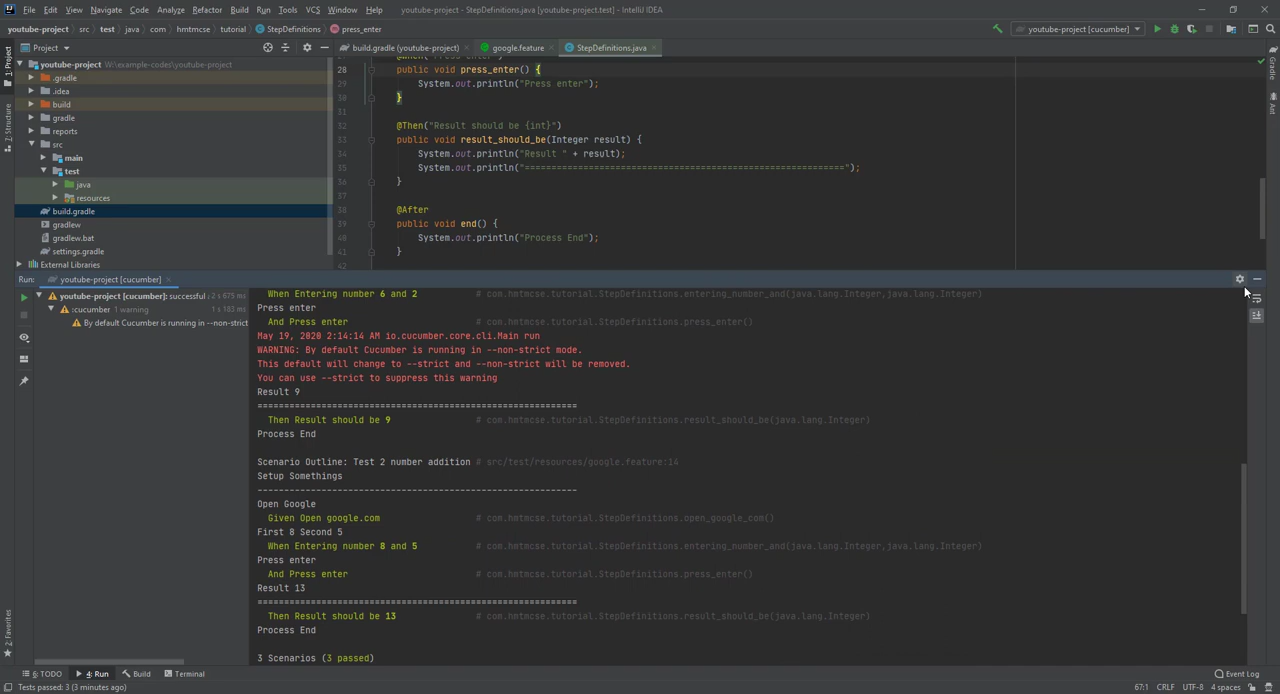 File Edit View Navigate Code Analyze Refactor Build Run Tools VCS Window Help youtube-project - StepDefinitions.java [youtube-project.test] - IntelliJ IDEA
youtube-project src test java com hmtmcse tutorial StepDefinitions press_enter youtube-project [cucumber]
Project build.gradle (youtube-project) google.feature StepDefinitions.java
1: Project
Z: Structure
2: Favorites
Gradle
Ant
youtube-project W:\example-codes\youtube-project
.gradle
.idea
build
gradle
reports
src
main
test
java
resources
build.gradle
gradlew
gradlew.bat
settings.gradle
External Libraries
@When("Press enter")
28 public void press_enter() {
System.out.println("Press enter");
30 }
31
32 @Then("Result should be {int}")
33 public void result_should_be(Integer result) {
34 System.out.println("Result " + result);
35 System.out.println("============================================================");
36 }
37
38 @After
39 public void end() {
40 System.out.println("Process End");
41 }
42
Run: youtube-project [cucumber]
youtube-project [cucumber]: successful 2 s 675 ms
:cucumber 1 warning 1 s 183 ms
By default Cucumber is running in --non-strict
When Entering number 6 and 2 # com.hmtmcse.tutorial.StepDefinitions.entering_number_and(java.lang.Integer,java.lang.Integer)
Press enter
And Press enter # com.hmtmcse.tutorial.StepDefinitions.press_enter()
May 19, 2020 2:14:14 AM io.cucumber.core.cli.Main run
WARNING: By default Cucumber is running in --non-strict mode.
This default will change to --strict and --non-strict will be removed.
You can use --strict to suppress this warning
Result 9
============================================================
Then Result should be 9 # com.hmtmcse.tutorial.StepDefinitions.result_should_be(java.lang.Integer)
Process End
Scenario Outline: Test 2 number addition # src/test/resources/google.feature:14
Setup Somethings
------------------------------------------------------------
Open Google
Given Open google.com # com.hmtmcse.tutorial.StepDefinitions.open_google_com()
First 8 Second 5
When Entering number 8 and 5 # com.hmtmcse.tutorial.StepDefinitions.entering_number_and(java.lang.Integer,java.lang.Integer)
Press enter
And Press enter # com.hmtmcse.tutorial.StepDefinitions.press_enter()
Result 13
============================================================
Then Result should be 13 # com.hmtmcse.tutorial.StepDefinitions.result_should_be(java.lang.Integer)
Process End
3 Scenarios (3 passed)
6: TODO 4: Run Build Terminal Event Log
Tests passed: 3 (3 minutes ago) 67:1 CRLF UTF-8 4 spaces